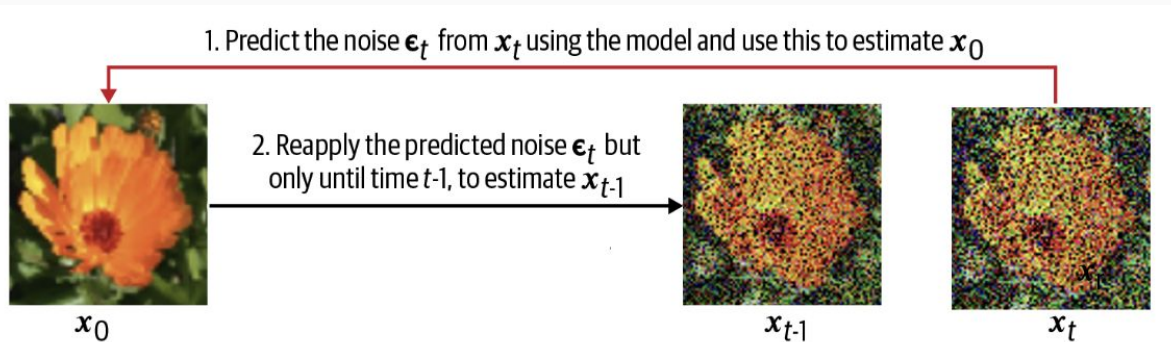 1. Predict the noise ϵt from xt using the model and use this to estimate x0
2. Reapply the predicted noise ϵt but
only until time t-1, to estimate xt-1
x0
xt-1
xt